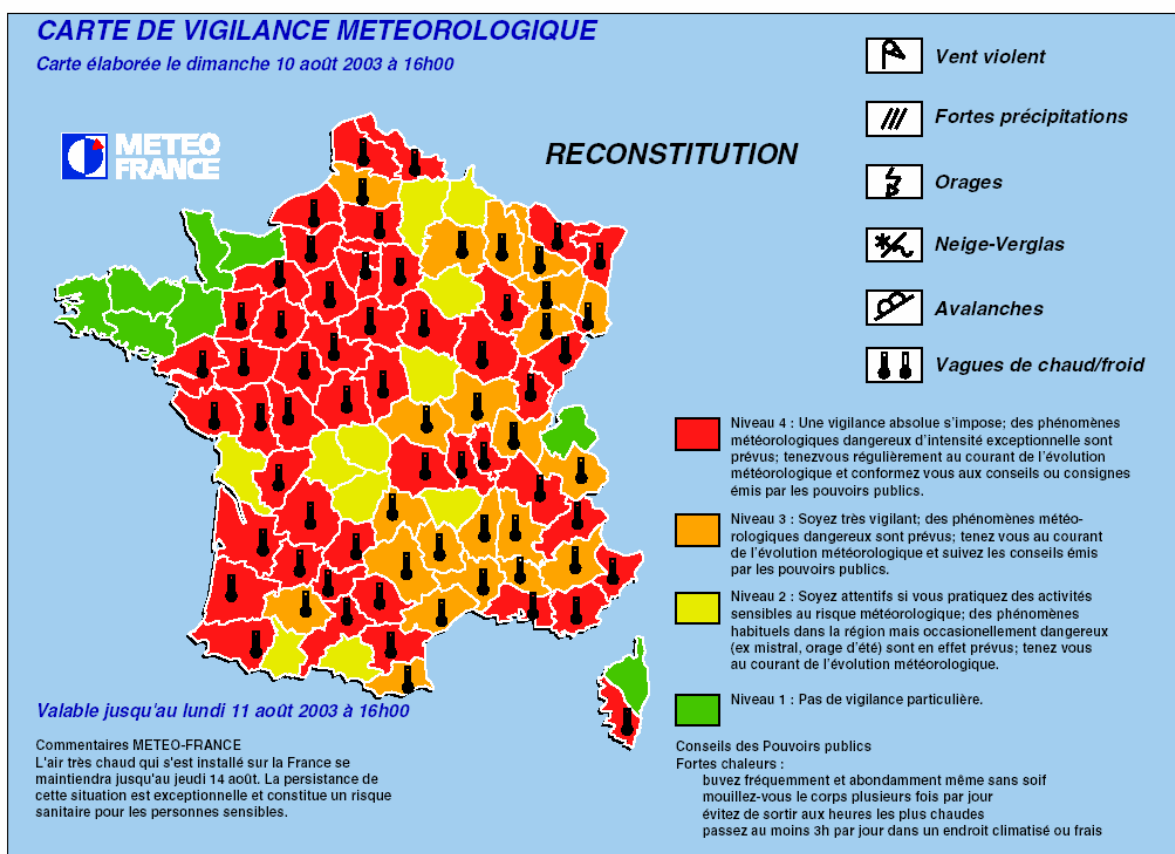 CARTE DE VIGILANCE METEOROLOGIQUE
Carte élaborée le dimanche 10 août 2003 à 16h00
METEO
FRANCE
RECONSTITUTION
Vent violent
Fortes précipitations
Orages
Neige-Verglas
Avalanches
Vagues de chaud/froid
Niveau 4 : Une vigilance absolue s'impose; des phénomènes
météorologiques dangereux d'intensité exceptionnelle sont
prévus; tenezvous régulièrement au courant de l'évolution
météorologique et conformez vous aux conseils ou consignes
émis par les pouvoirs publics.
Niveau 3 : Soyez très vigilant; des phénomènes météo-
rologiques dangereux sont prévus; tenez vous au courant
de l'évolution météorologique et suivez les conseils émis
par les pouvoirs publics.
Niveau 2 : Soyez attentifs si vous pratiquez des activités
sensibles au risque météorologique; des phénomènes
habituels dans la région mais occasionellement dangereux
(ex mistral, orage d'été) sont en effet prévus; tenez vous
au courant de l'évolution météorologique.
Niveau 1 : Pas de vigilance particulière.
Valable jusqu'au lundi 11 août 2003 à 16h00
Commentaires METEO-FRANCE
L'air très chaud qui s'est installé sur la France se
maintiendra jusqu'au jeudi 14 août. La persistance de
cette situation est exceptionnelle et constitue un risque
sanitaire pour les personnes sensibles.
Conseils des Pouvoirs publics
Fortes chaleurs :
buvez fréquemment et abondamment même sans soif
mouillez-vous le corps plusieurs fois par jour
évitez de sortir aux heures les plus chaudes
passez au moins 3h par jour dans un endroit climatisé ou frais